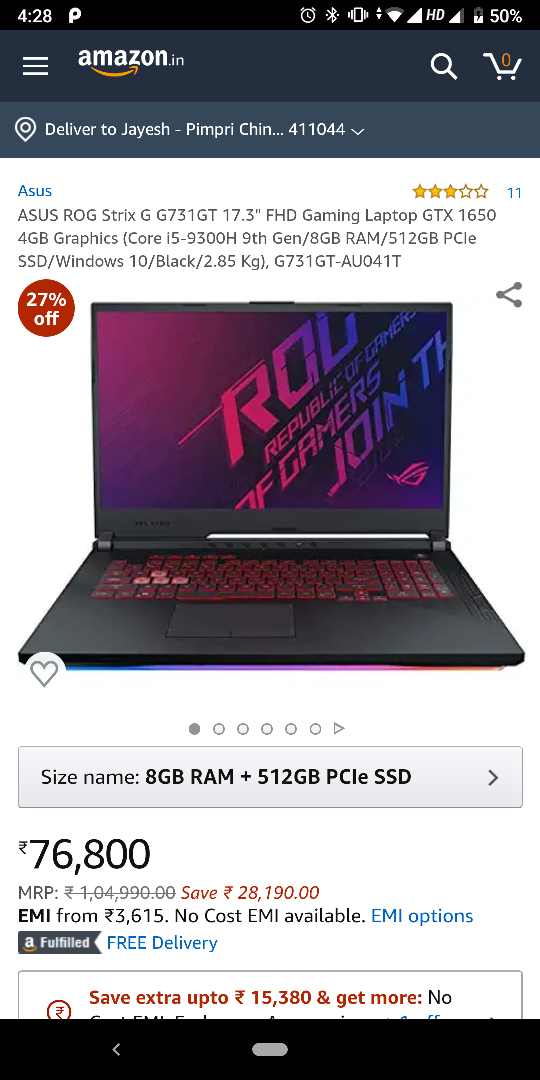 4:28
HD
50%
amazon.in
0
Deliver to Jayesh - Pimpri Chin... 411044
Asus
11
ASUS ROG Strix G G731GT 17.3" FHD Gaming Laptop GTX 1650
4GB Graphics (Core i5-9300H 9th Gen/8GB RAM/512GB PCIe
SSD/Windows 10/Black/2.85 Kg), G731GT-AU041T
27%
off
ROG
REPUBLIC OF GAMERS
OF GAMERS
JOIN TH
Size name: 8GB RAM + 512GB PCIe SSD
₹76,800
MRP: ₹ 1,04,990.00 Save ₹ 28,190.00
EMI from ₹3,615. No Cost EMI available. EMI options
a Fulfilled FREE Delivery
Save extra upto ₹ 15,380 & get more: No